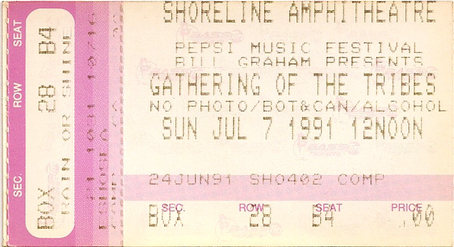 SHORELINE AMPHITHEATRE
PEPSI MUSIC FESTIVAL
BILL GRAHAM PRESENTS
GATHERING OF THE TRIBES
NO PHOTO/BOT&CAN/ALCOHOL
SUN JUL 7 1991 12NOON
24JUN91 SH0402 COMP
SEC. ROW SEAT PRICE
BOX 28 B4 .00
SEC. ROW SEAT
BOX 28 B4
RAIN OR SHINE